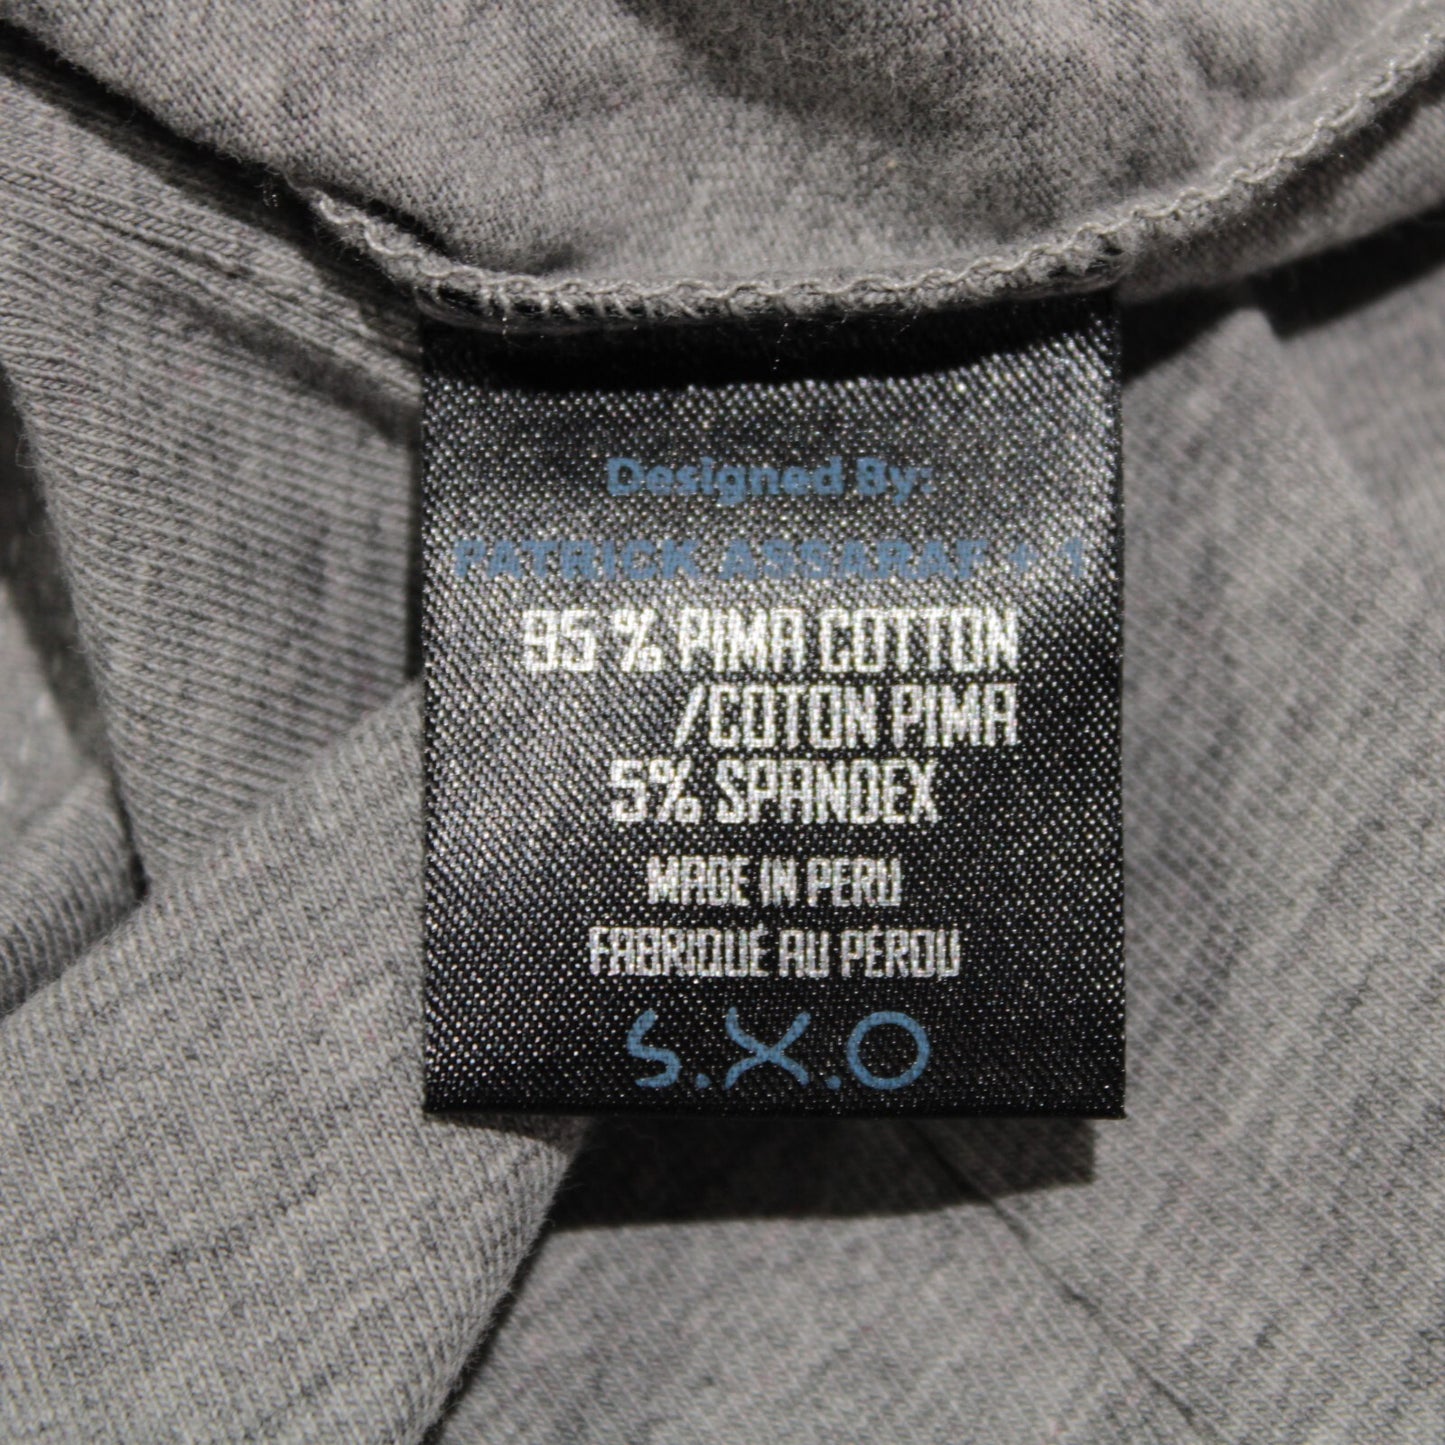 Designed By:
PATRICK ASSARAF + 1
95 % PIMA COTTON
/COTON PIMA
5% SPANDEX
MADE IN PERU
FABRIQUÉ AU PEROU
S.X.O